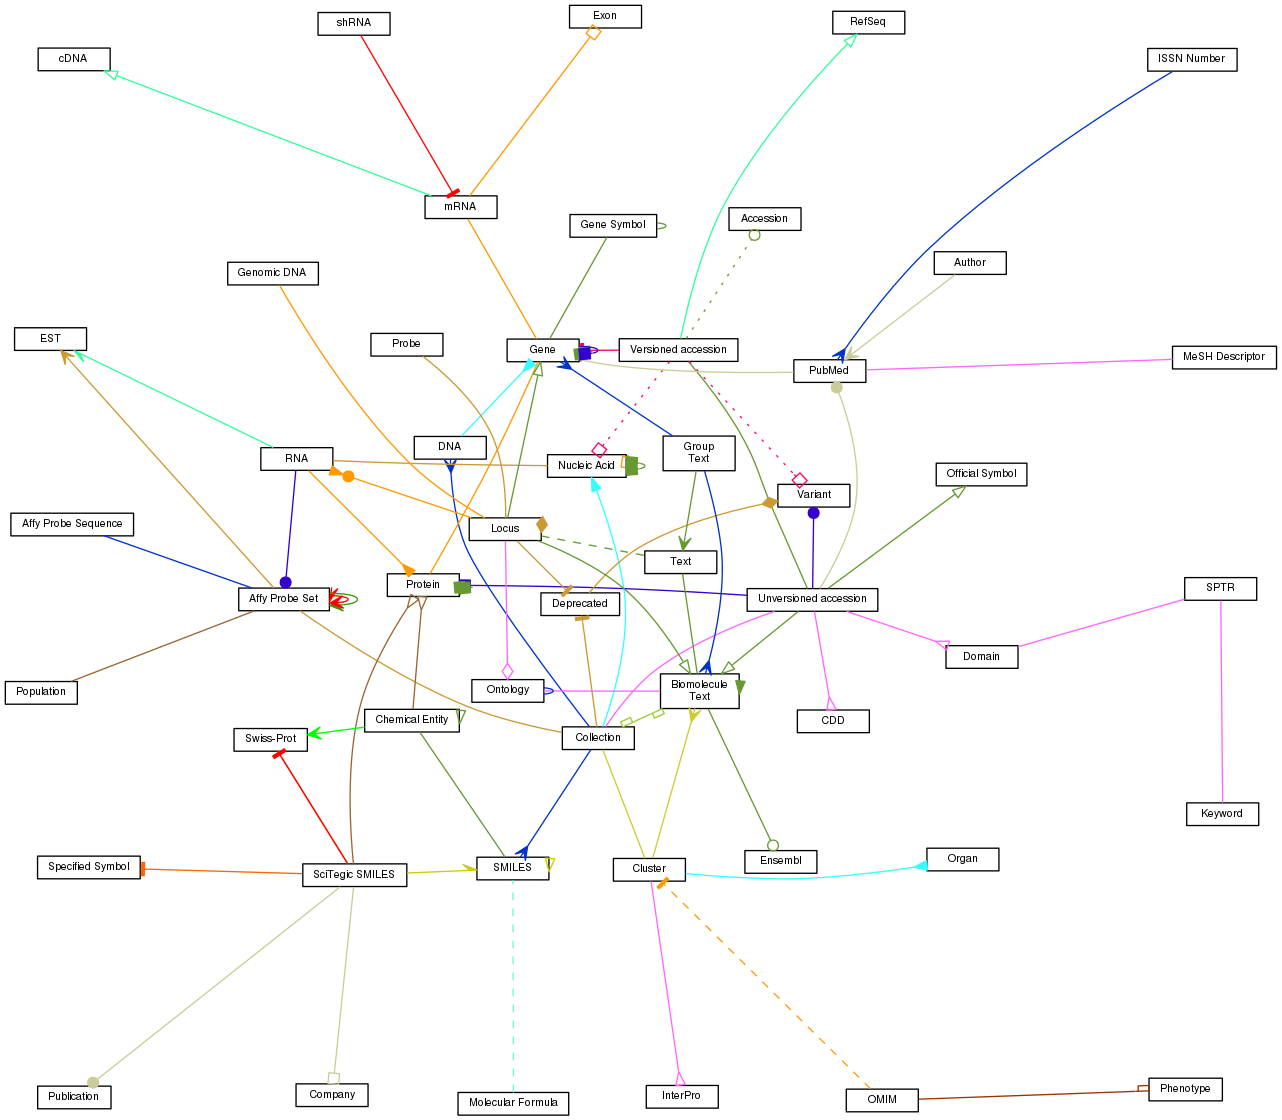 Exon
shRNA
RefSeq
cDNA
ISSN Number
mRNA
Accession
Gene Symbol
Author
Genomic DNA
EST
Probe
Gene
Versioned accession
MeSH Descriptor
PubMed
DNA
Group
Text
RNA
Nucleic Acid
Official Symbol
Variant
Affy Probe Sequence
Locus
Text
Protein
SPTR
Affy Probe Set
Deprecated
Unversioned accession
Domain
Population
Ontology
Biomolecule
Text
Chemical Entity
CDD
Swiss-Prot
Collection
Keyword
Organ
Ensembl
Specified Symbol
SciTegic SMILES
SMILES
Cluster
Phenotype
Publication
Company
Molecular Formula
InterPro
OMIM